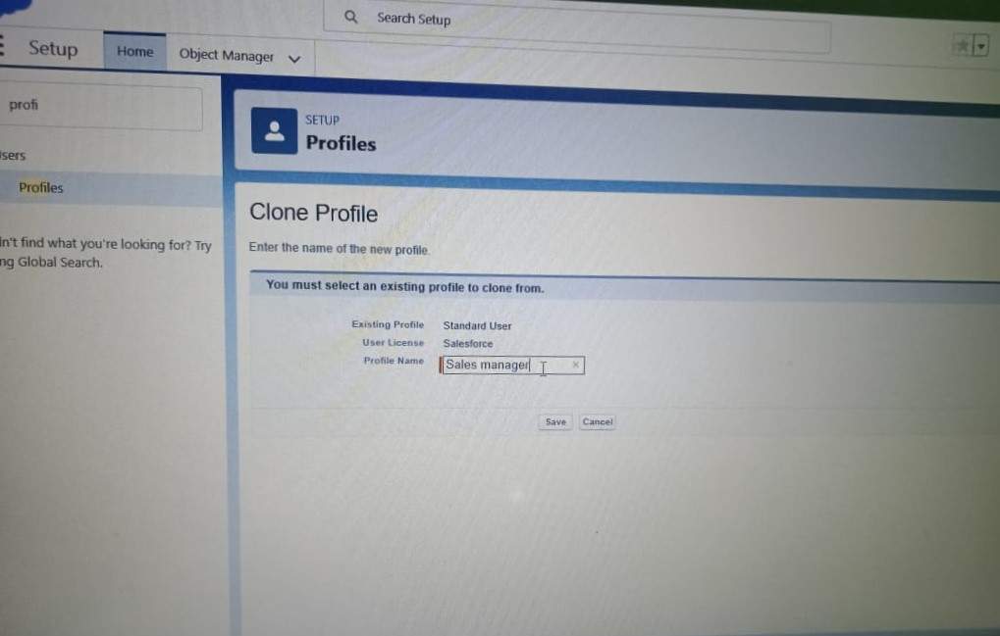 Search Setup
Setup
Home
Object Manager
profi
sers
Profiles
SETUP
Profiles
n't find what you're looking for? Try
ng Global Search.
Clone Profile
Enter the name of the new profile.
You must select an existing profile to clone from.
Existing Profile Standard User
User License Salesforce
Profile Name Sales manager
Save Cancel